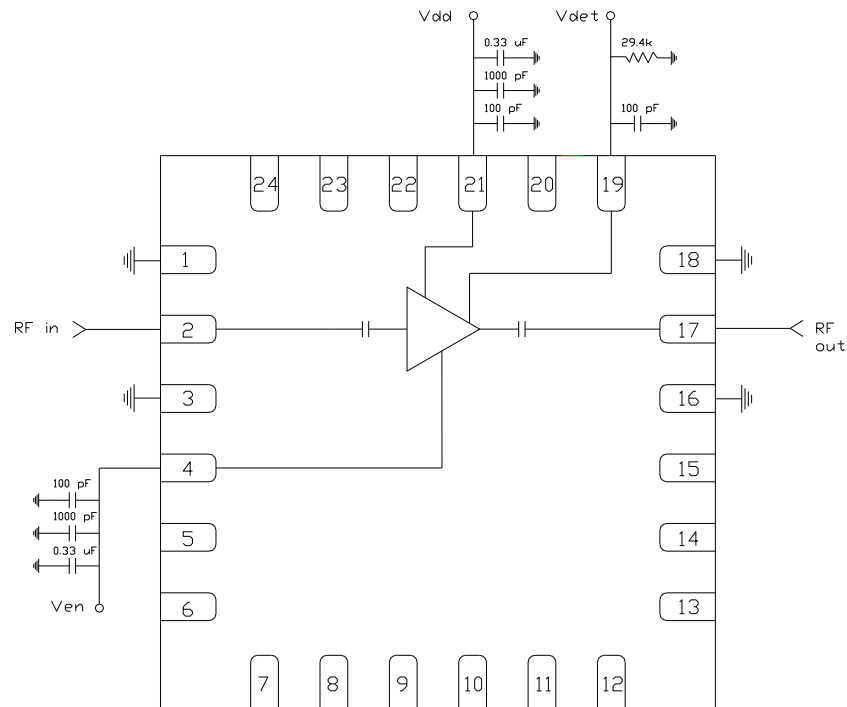 Vdd
Vdet
0.33 uF
29.4k
1000 pF
100 pF
100 pF
24 23 22 21 20 19
1
18
RF in
2
17
RF
out
3
16
4
15
100 pF
1000 pF
5
14
0.33 uF
Ven
6
13
7 8 9 10 11 12